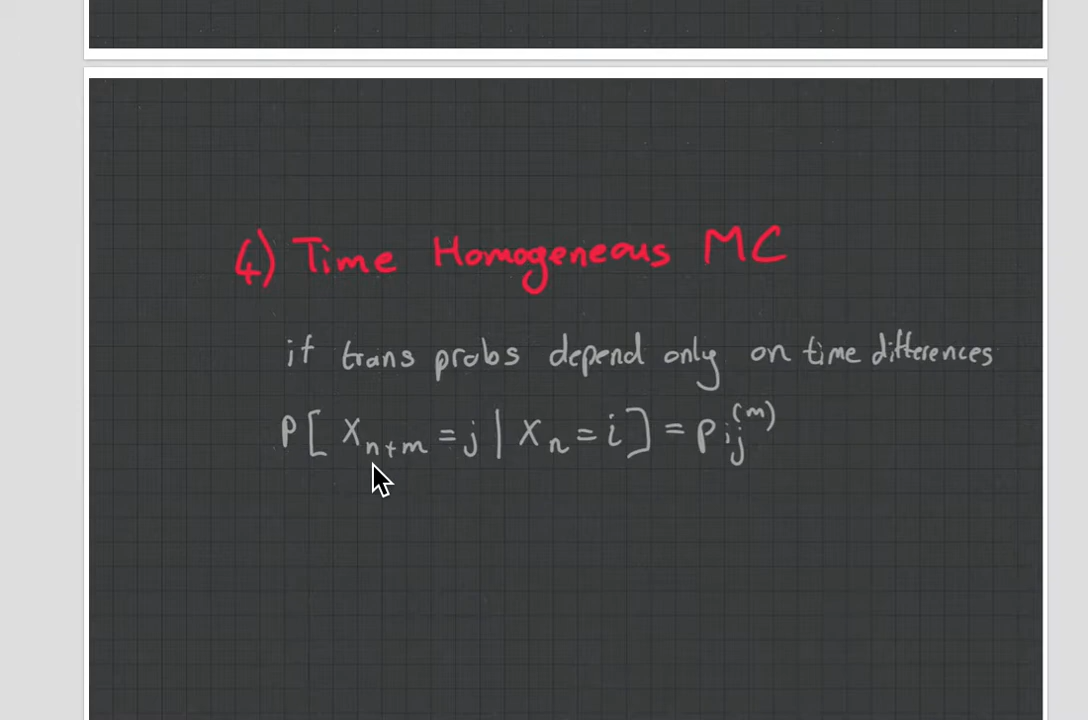 4) Time Homogeneous MC
if trans probs depend only on time differences
P[ X_{n+m} = j | X_n = i ] = p_{ij}^{(m)}